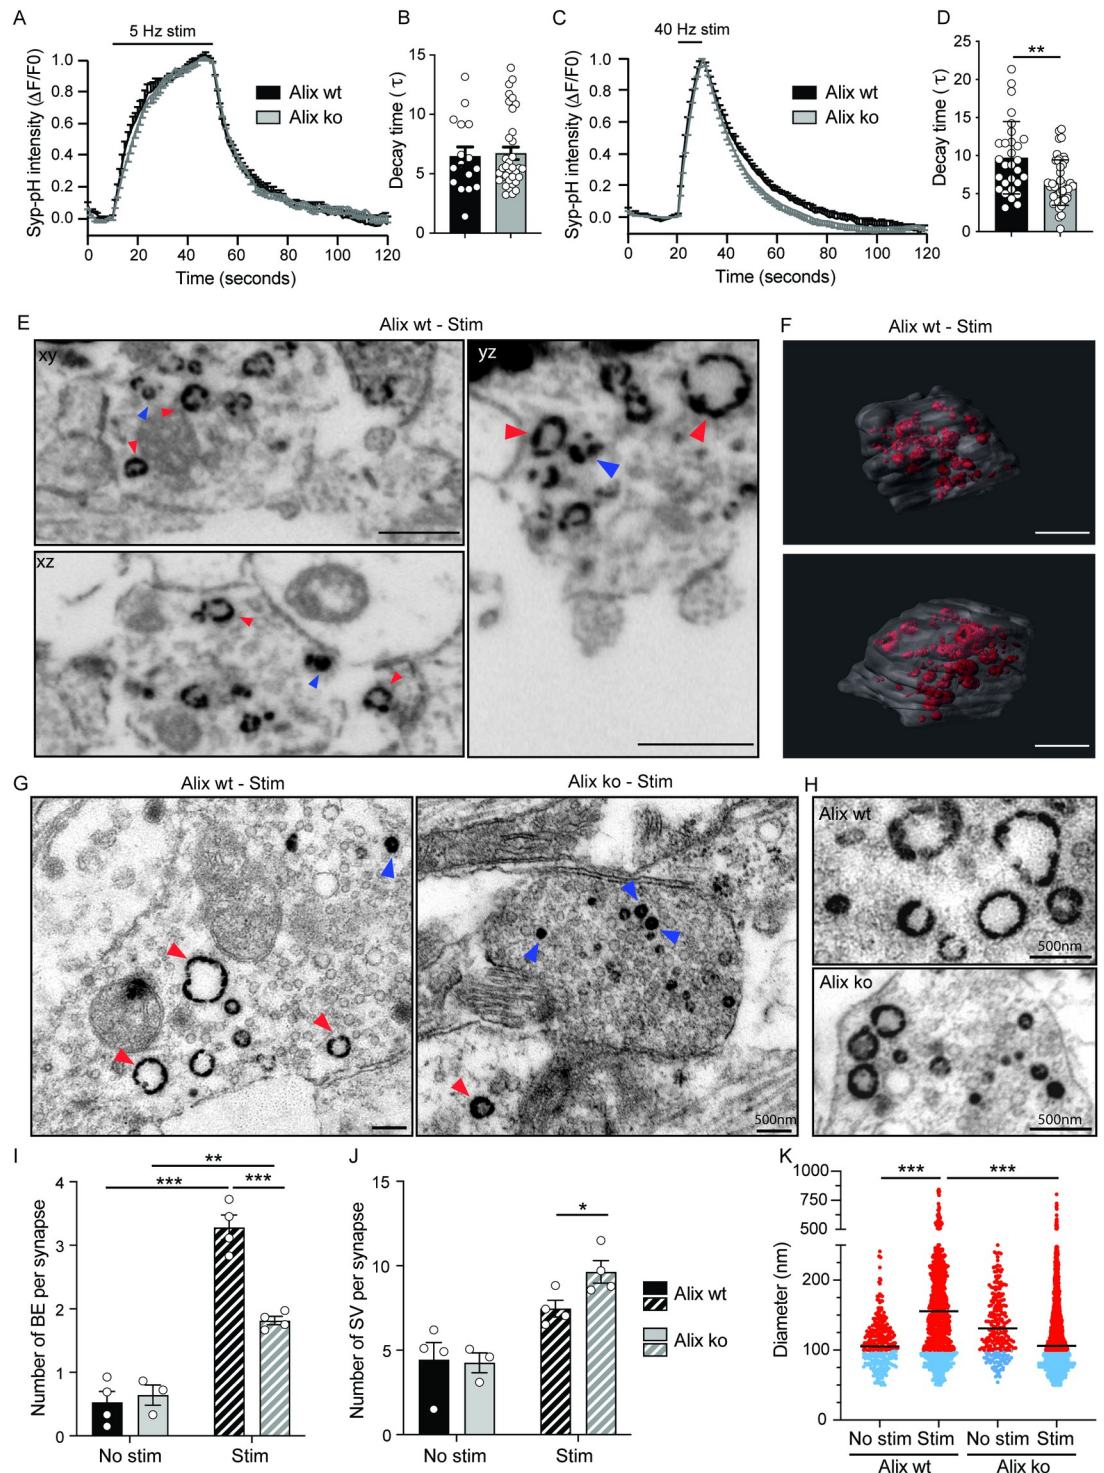 A
5 Hz stim
Syp-pH intensity (ΔF/F0)
1.0
0.8
0.6
0.4
0.2
0.0
Alix wt
Alix ko
0 20 40 60 80 100 120
Time (seconds)
B
Decay time (τ)
15
10
5
0
C
40 Hz stim
Syp-pH intensity (ΔF/F0)
1.0
0.8
0.6
0.4
0.2
0.0
Alix wt
Alix ko
0 20 40 60 80 100 120
Time (seconds)
D
Decay time (τ)
25
20
15
10
5
0
**
E
Alix wt - Stim
xy
xz
yz
F
Alix wt - Stim
G
Alix wt - Stim
Alix ko - Stim
500nm
H
Alix wt
500nm
Alix ko
500nm
I
Number of BE per synapse
4
3
2
1
0
**
*** ***
No stim Stim
J
Number of SV per synapse
15
10
5
0
*
No stim Stim
Alix wt
Alix ko
K
Diameter (nm)
1000
750
500
200
100
0
*** ***
No stim Stim No stim Stim
Alix wt Alix ko